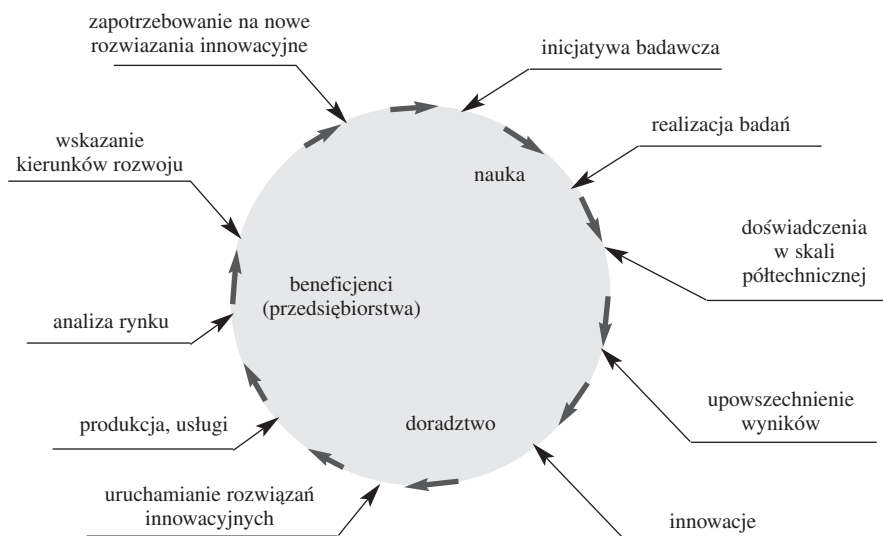 zapotrzebowanie na nowe
rozwiazania innowacyjne
inicjatywa badawcza
realizacja badań
nauka
wskazanie
kierunków rozwoju
doświadczenia
w skali
półtechnicznej
beneficjenci
(przedsiębiorstwa)
analiza rynku
upowszechnienie
wyników
produkcja, usługi
doradztwo
uruchamianie rozwiązań
innowacyjnych
innowacje